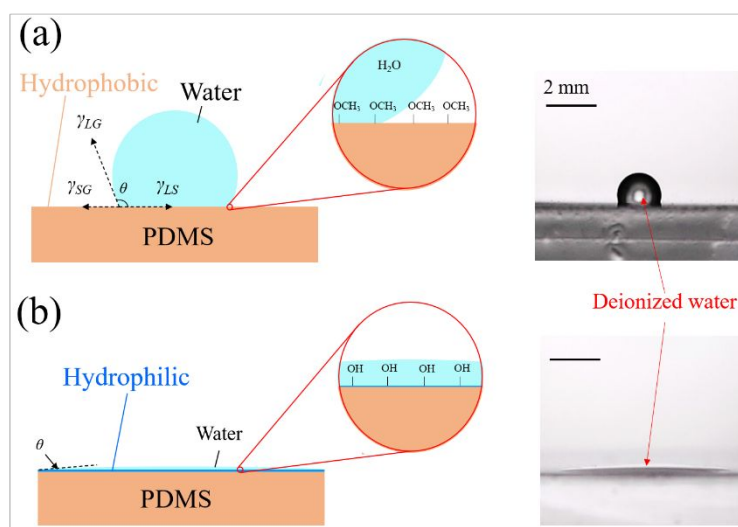 (a)
Hydrophobic
Water
γLG
γSG
θ
γLS
PDMS
H₂O
OCH₃ OCH₃ OCH₃ OCH₃
2 mm
Deionized water
(b)
Hydrophilic
θ
Water
PDMS
OH OH OH OH